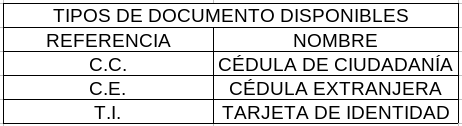 TIPOS DE DOCUMENTO DISPONIBLES
REFERENCIA NOMBRE
C.C. CÉDULA DE CIUDADANÍA
C.E. CÉDULA EXTRANJERA
T.I. TARJETA DE IDENTIDAD